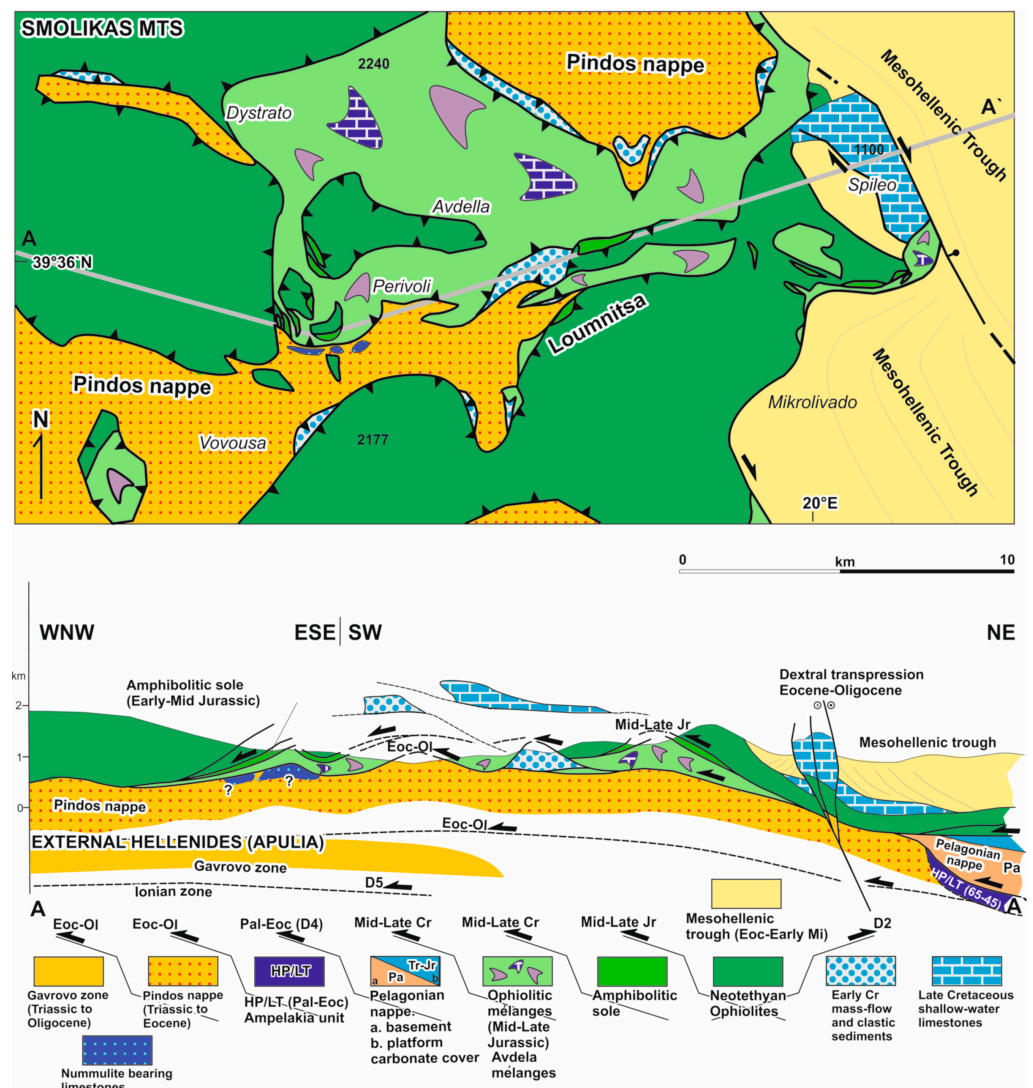 SMOLIKAS MTS
2240
Pindos nappe
Mesohellenic Trough
Dystrato
A`
1100
Spileo
Avdella
A
39°36`N
Perivoli
Loumnitsa
Pindos nappe
Mesohellenic Trough
Mikrolivado
N
Vovousa
2177
20°E
0 km 10
WNW ESE SW NE
km
Dextral transpression
Eocene-Oligocene
Amphibolitic sole
(Early-Mid Jurassic)
2
Mid-Late Jr
Eoc-Ol
Mesohellenic trough
1
? ?
Pindos nappe
0
Eoc-Ol
EXTERNAL HELLENIDES (APULIA)
Pelagonian
nappe
Pa
Gavrovo zone
HP/LT (65-45)
D5
Ionian zone
A A`
Mesohellenic
trough (Eoc-Early Mi)
Eoc-Ol Eoc-Ol Pal-Eoc (D4) Mid-Late Cr Mid-Late Cr Mid-Late Jr D2
HP/LT
Tr-Jr
a Pa b
Gavrovo zone
(Triassic to
Oligocene)
Pindos nappe
(Triassic to
Eocene)
HP/LT (Pal-Eoc)
Ampelakia unit
Pelagonian
nappe.
a. basement
b. platform
carbonate cover
Ophiolitic
mélanges
(Mid-Late
Jurassic)
Avdela
mélanges
Amphibolitic
sole
Neotethyan
Ophiolites
Early Cr
mass-flow
and clastic
sediments
Late Cretaceous
shallow-water
limestones
Nummulite bearing
limestones